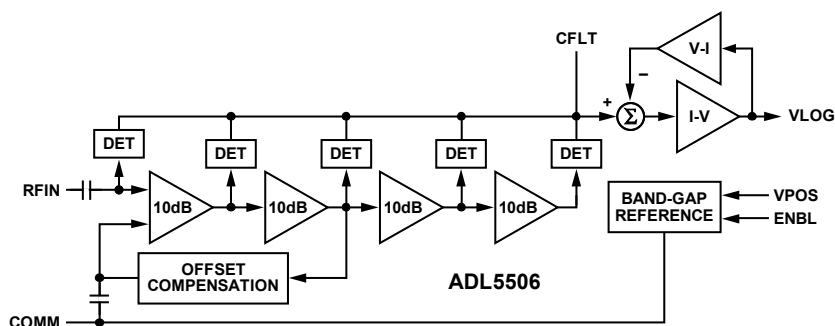 CFLT
V-I
–
+
Σ
I-V
VLOG
DET
DET
DET
DET
DET
RFIN
10dB
10dB
10dB
10dB
BAND-GAP
REFERENCE
VPOS
ENBL
OFFSET
COMPENSATION
ADL5506
COMM